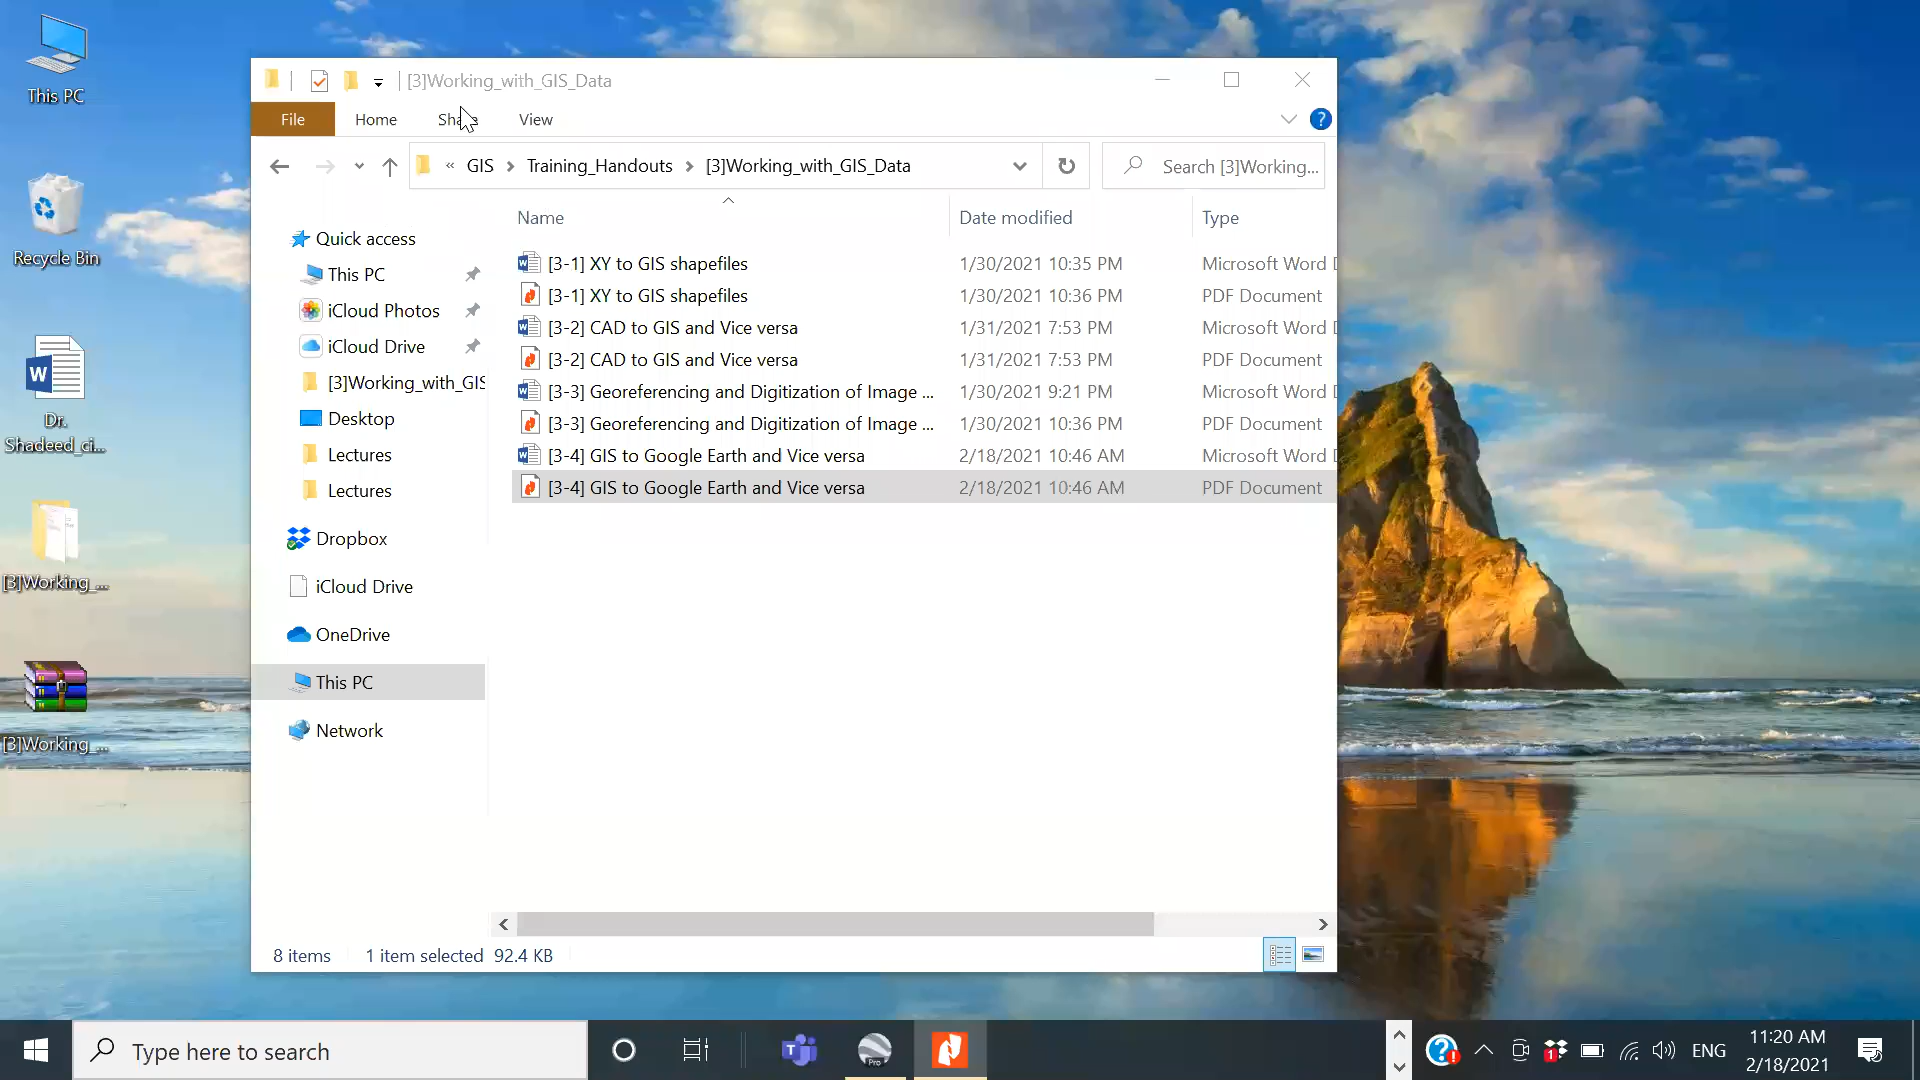 This PC
Recycle Bin
Dr.
Shadeed_ci...
[3]Working_...
[3]Working_...
[3]Working_with_GIS_Data
File Home Share View
« GIS > Training_Handouts > [3]Working_with_GIS_Data
Search [3]Working...
Name Date modified Type
[3-1] XY to GIS shapefiles 1/30/2021 10:35 PM Microsoft Word D
[3-1] XY to GIS shapefiles 1/30/2021 10:36 PM PDF Document
[3-2] CAD to GIS and Vice versa 1/31/2021 7:53 PM Microsoft Word D
[3-2] CAD to GIS and Vice versa 1/31/2021 7:53 PM PDF Document
[3-3] Georeferencing and Digitization of Image ... 1/30/2021 9:21 PM Microsoft Word D
[3-3] Georeferencing and Digitization of Image ... 1/30/2021 10:36 PM PDF Document
[3-4] GIS to Google Earth and Vice versa 2/18/2021 10:46 AM Microsoft Word D
[3-4] GIS to Google Earth and Vice versa 2/18/2021 10:46 AM PDF Document
Quick access
This PC
iCloud Photos
iCloud Drive
[3]Working_with_GIS
Desktop
Lectures
Lectures
Dropbox
iCloud Drive
OneDrive
This PC
Network
8 items 1 item selected 92.4 KB
Type here to search
Pro
ENG
11:20 AM
2/18/2021